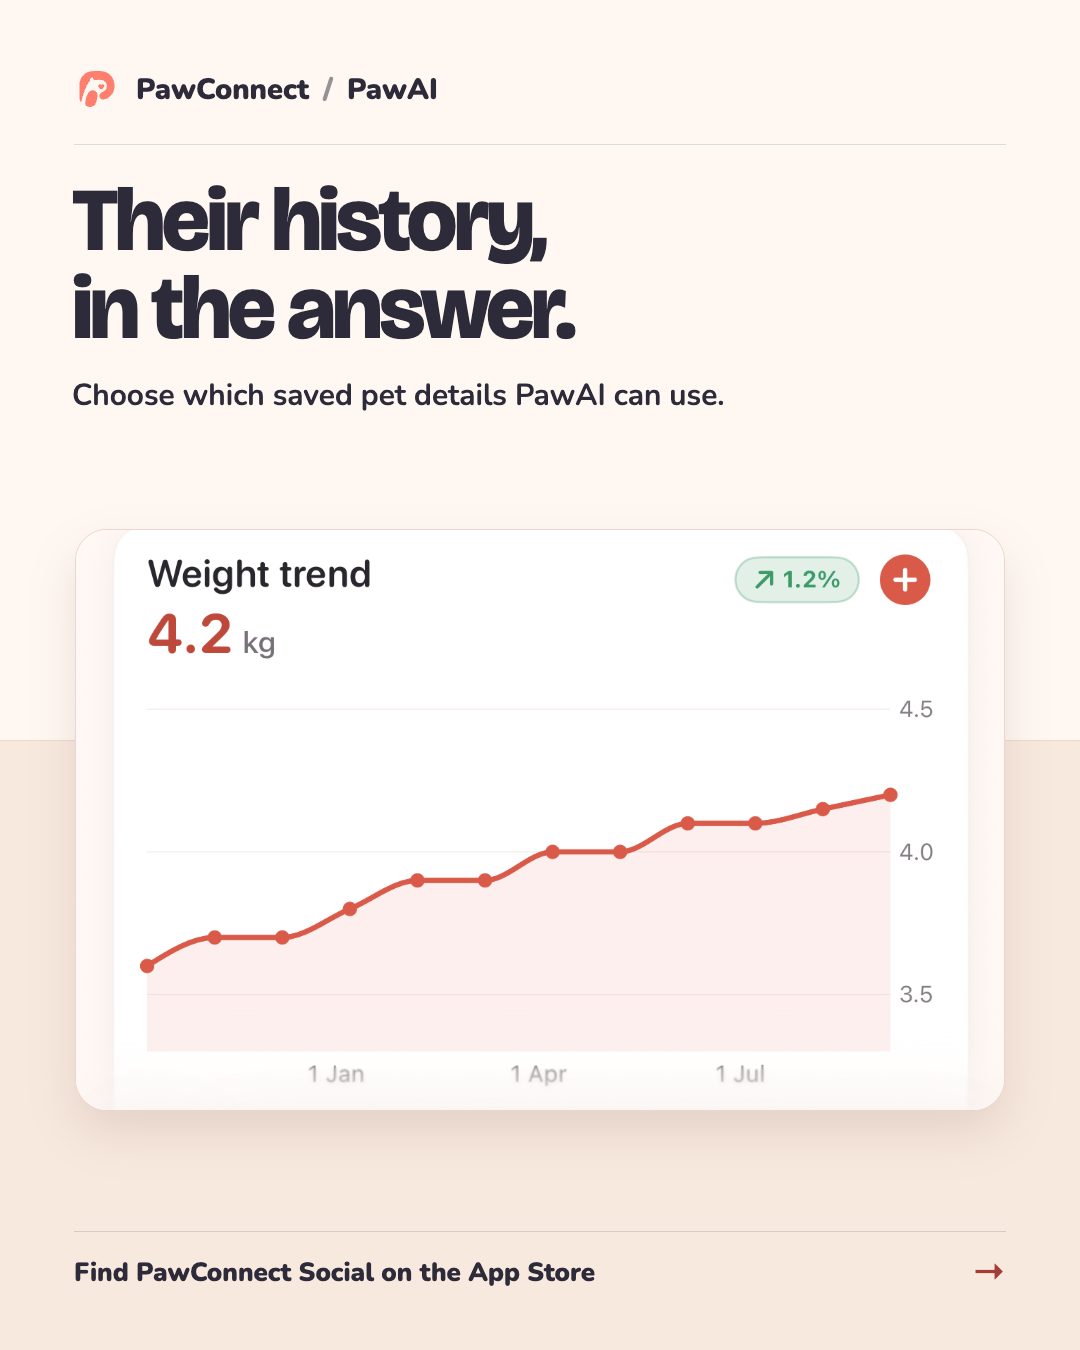 PawConnect / PawAI
Their history,
in the answer.
Choose which saved pet details PawAI can use.
Weight trend
1.2%
4.2 kg
4.5
4.0
3.5
1 Jan
1 Apr
1 Jul
Find PawConnect Social on the App Store